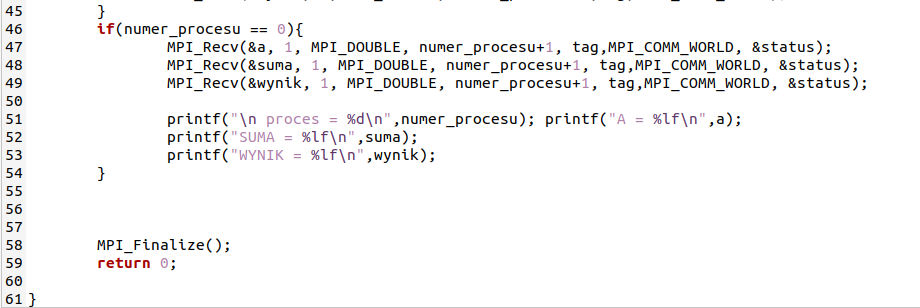 45 }
46 if(numer_procesu == 0){
47 MPI_Recv(&a, 1, MPI_DOUBLE, numer_procesu+1, tag,MPI_COMM_WORLD, &status);
48 MPI_Recv(&suma, 1, MPI_DOUBLE, numer_procesu+1, tag,MPI_COMM_WORLD, &status);
49 MPI_Recv(&wynik, 1, MPI_DOUBLE, numer_procesu+1, tag,MPI_COMM_WORLD, &status);
50
51 printf("\n proces = %d\n",numer_procesu); printf("A = %lf\n",a);
52 printf("SUMA = %lf\n",suma);
53 printf("WYNIK = %lf\n",wynik);
54 }
55
56
57
58 MPI_Finalize();
59 return 0;
60
61 }